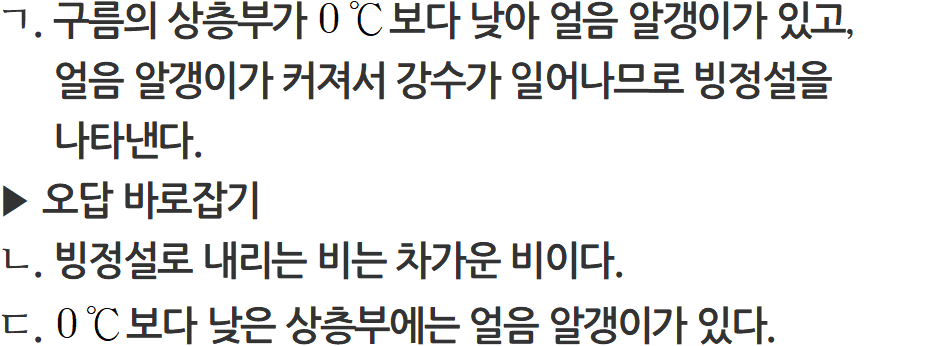 ㄱ. 구름의 상층부가 0 ℃보다 낮아 얼음 알갱이가 있고,
얼음 알갱이가 커져서 강수가 일어나므로 빙정설을
나타낸다.
▶ 오답 바로잡기
ㄴ. 빙정설로 내리는 비는 차가운 비이다.
ㄷ. 0 ℃보다 낮은 상층부에는 얼음 알갱이가 있다.